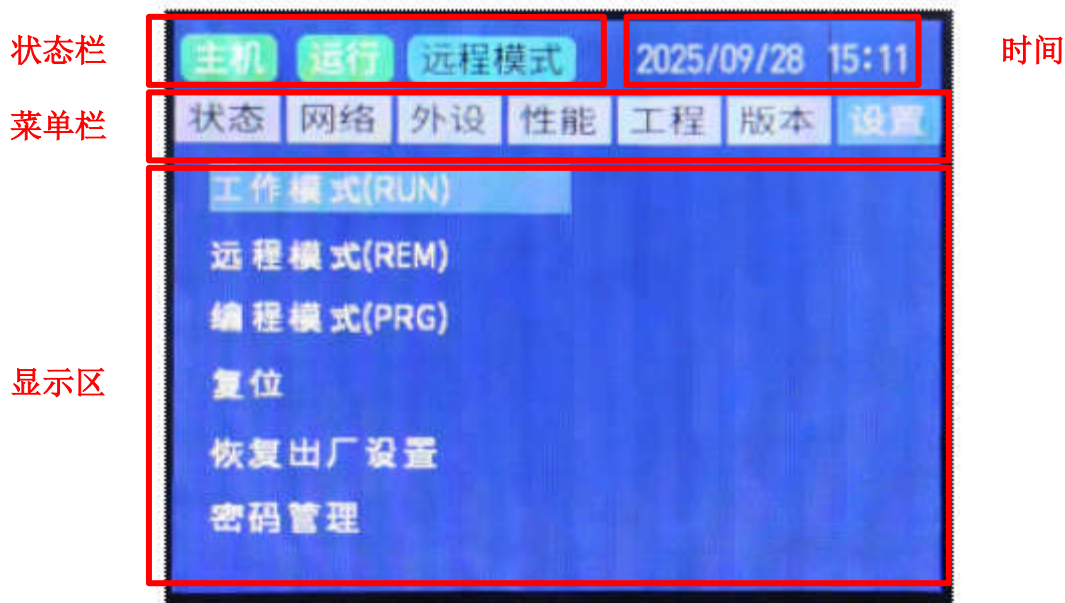 状态栏 主机 运行 远程模式 2025/09/28 15:11 时间
菜单栏 状态 网络 外设 性能 工程 版本 设置
工作模式(RUN)
远程模式(REM)
编程模式(PRG)
显示区
复位
恢复出厂设置
密码管理